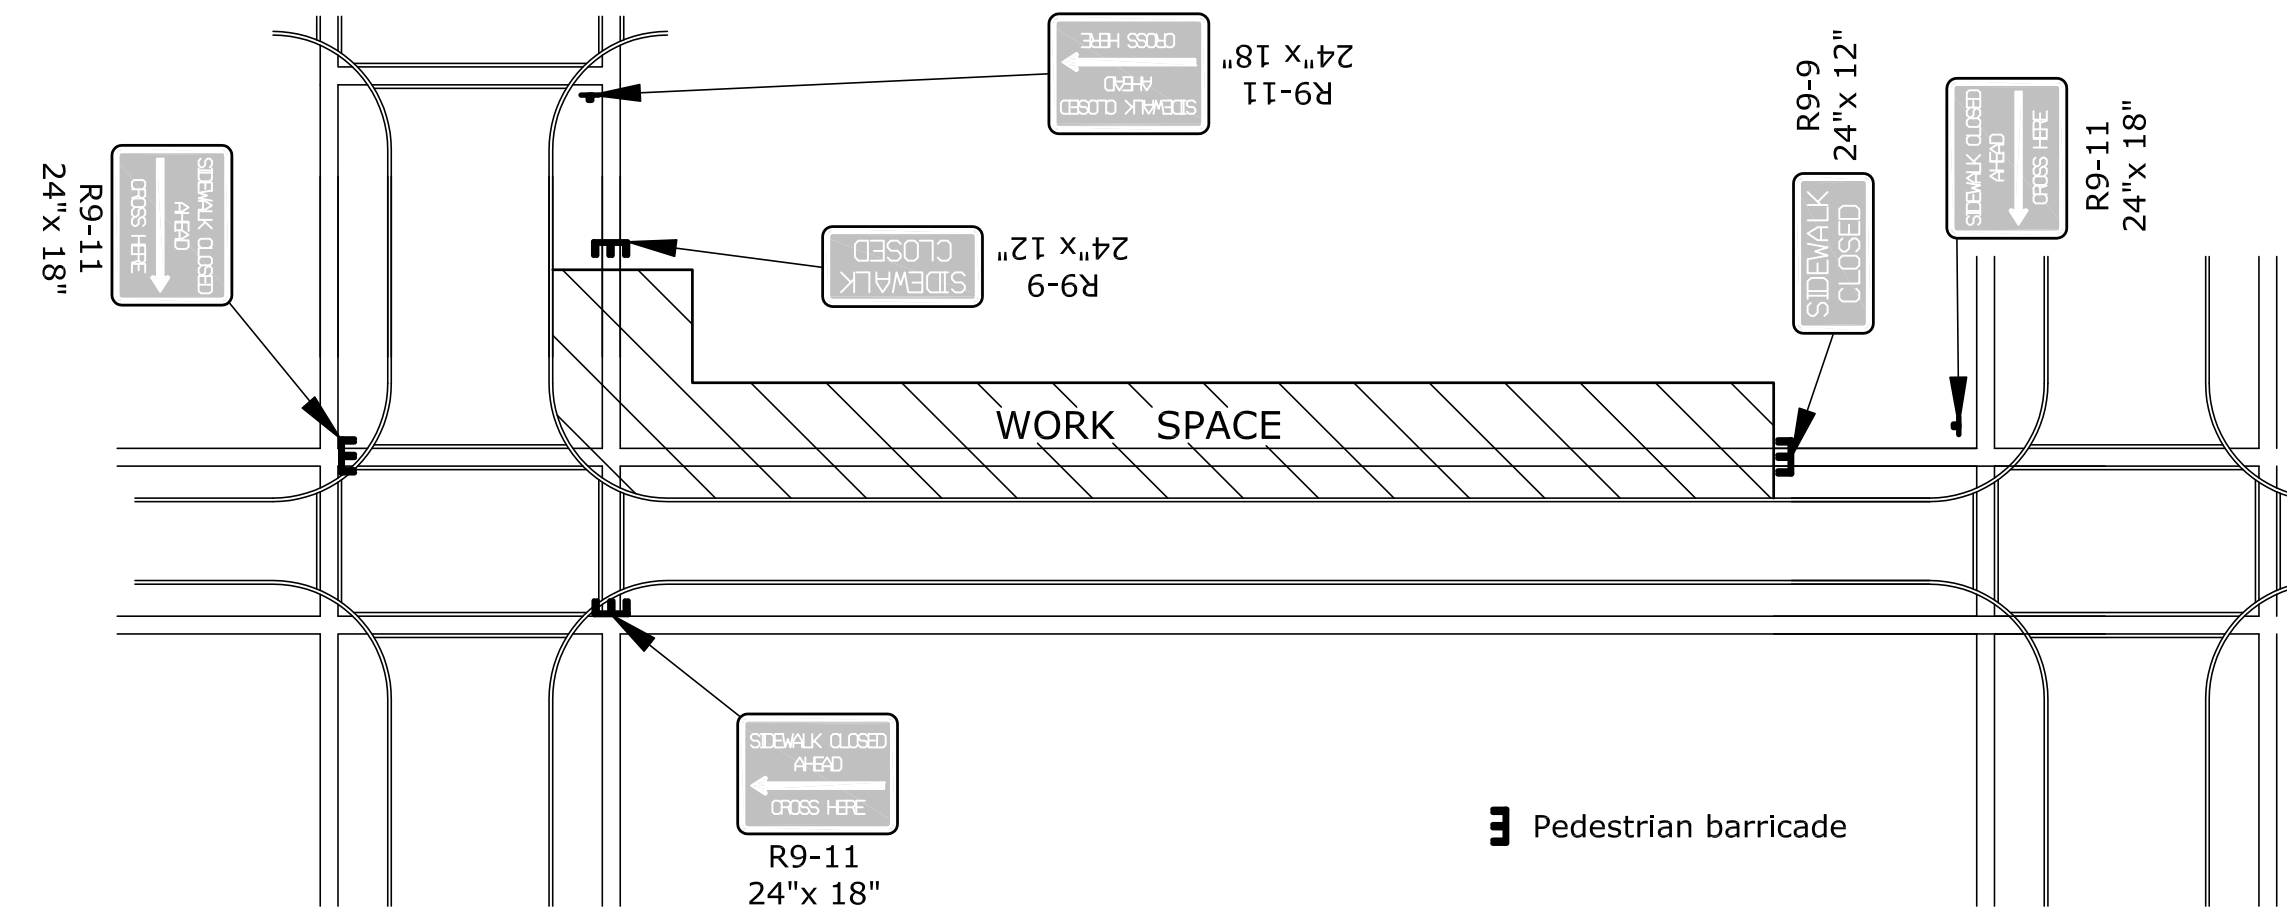 CROSS HERE
AHEAD
SIDEWALK CLOSED
24"x 18"
R9-11
R9-9
24"x 12"
SIDEWALK CLOSED
AHEAD
CROSS HERE
R9-11
24"x 18"
SIDEWALK CLOSED
AHEAD
CROSS HERE
R9-11
24"x 18"
SIDEWALK
CLOSED
SIDEWALK
CLOSED
R9-9
24"x 12"
WORK SPACE
SIDEWALK CLOSED
AHEAD
CROSS HERE
R9-11
24"x 18"
Pedestrian barricade